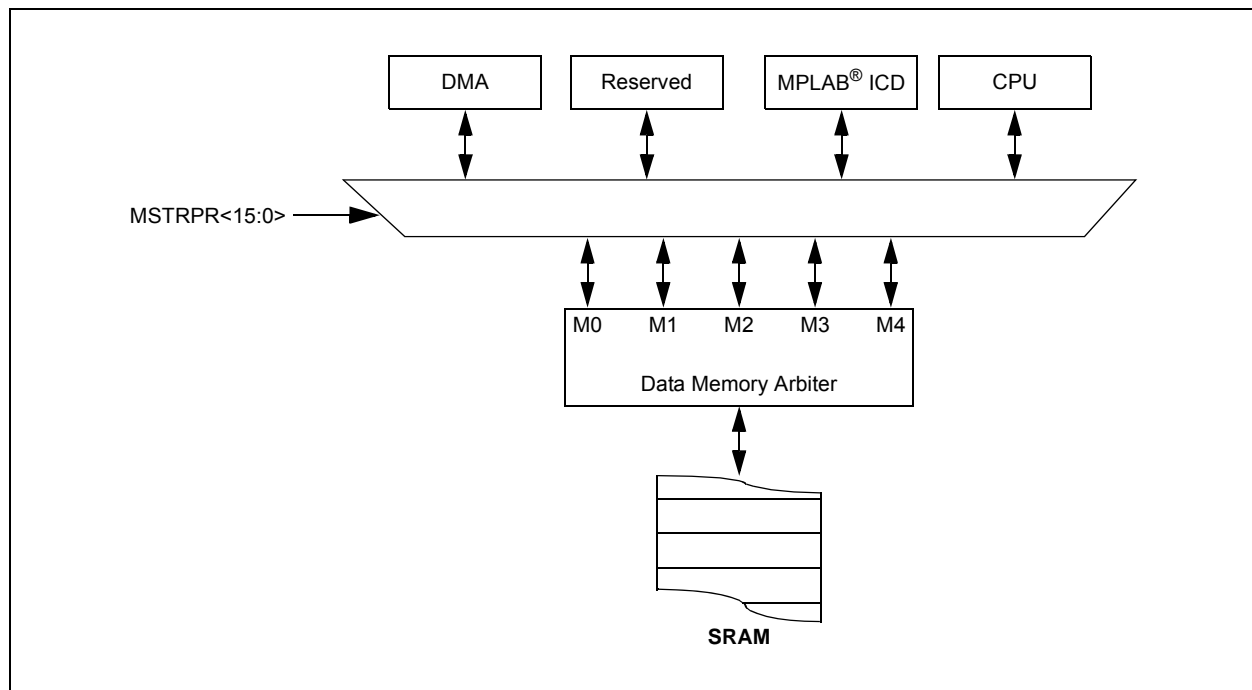 DMA
Reserved
MPLAB® ICD
CPU
MSTRPR<15:0>
M0 M1 M2 M3 M4
Data Memory Arbiter
SRAM